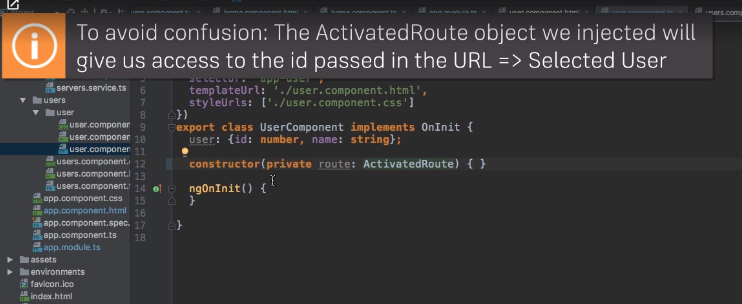 To avoid confusion: The ActivatedRoute object we injected will
give us access to the id passed in the URL => Selected User
servers.service.ts
users
user
user.componen
user.componen
user.compone
users.component.
users.component.
users.component.
app.component.css
app.component.html
app.component.spec.
app.component.ts
app.module.ts
assets
environments
favicon.ico
index.html
6 templateUrl: './user.component.html',
7 styleUrls: ['./user.component.css']
8 })
9 export class UserComponent implements OnInit {
10 user: {id: number, name: string};
11
12 constructor(private route: ActivatedRoute) { }
13
14 ngOnInit() {
15 }
16
17 }
18